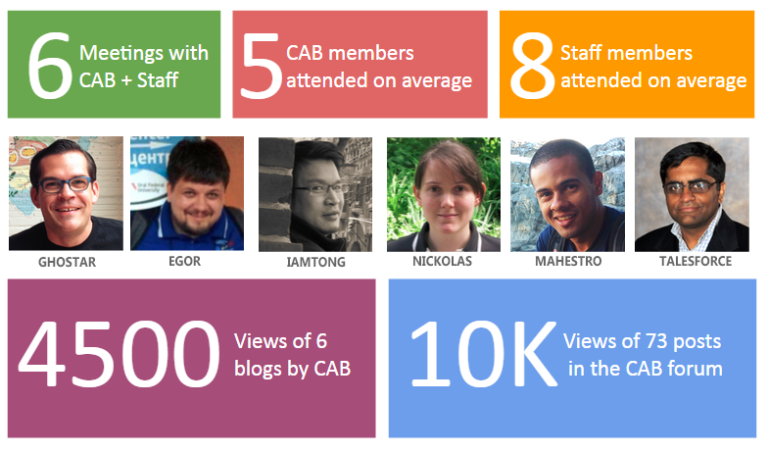 6 Meetings with
CAB + Staff
5 CAB members
attended on average
8 Staff members
attended on average
GHOSTAR
EGOR
IAMTONG
NICKOLAS
MAHESTRO
TALESFORCE
4500 Views of 6
blogs by CAB
10K Views of 73 posts
in the CAB forum